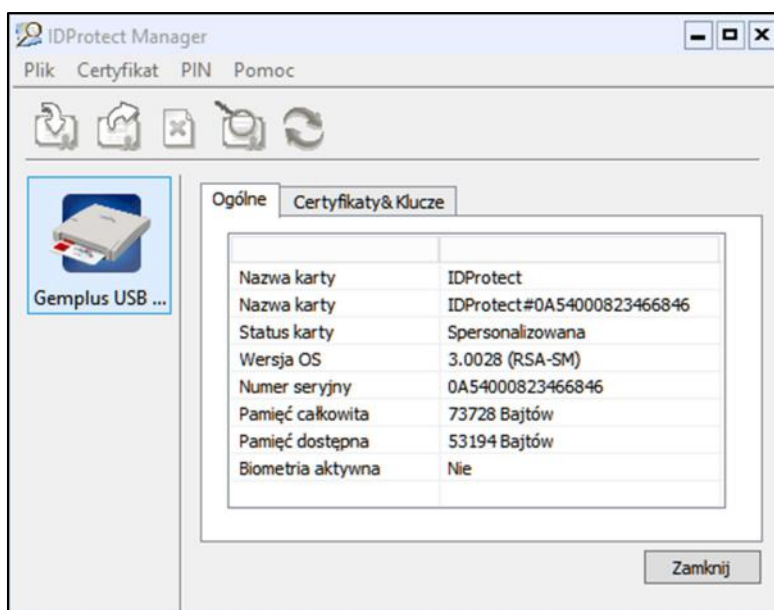 IDProtect Manager
Plik Certyfikat PIN Pomoc
Gemplus USB ...
Ogólne Certyfikaty& Klucze
Nazwa karty IDProtect
Nazwa karty IDProtect#0A54000823466846
Status karty Spersonalizowana
Wersja OS 3.0028 (RSA-SM)
Numer seryjny 0A54000823466846
Pamięć całkowita 73728 Bajtów
Pamięć dostępna 53194 Bajtów
Biometria aktywna Nie
Zamknij